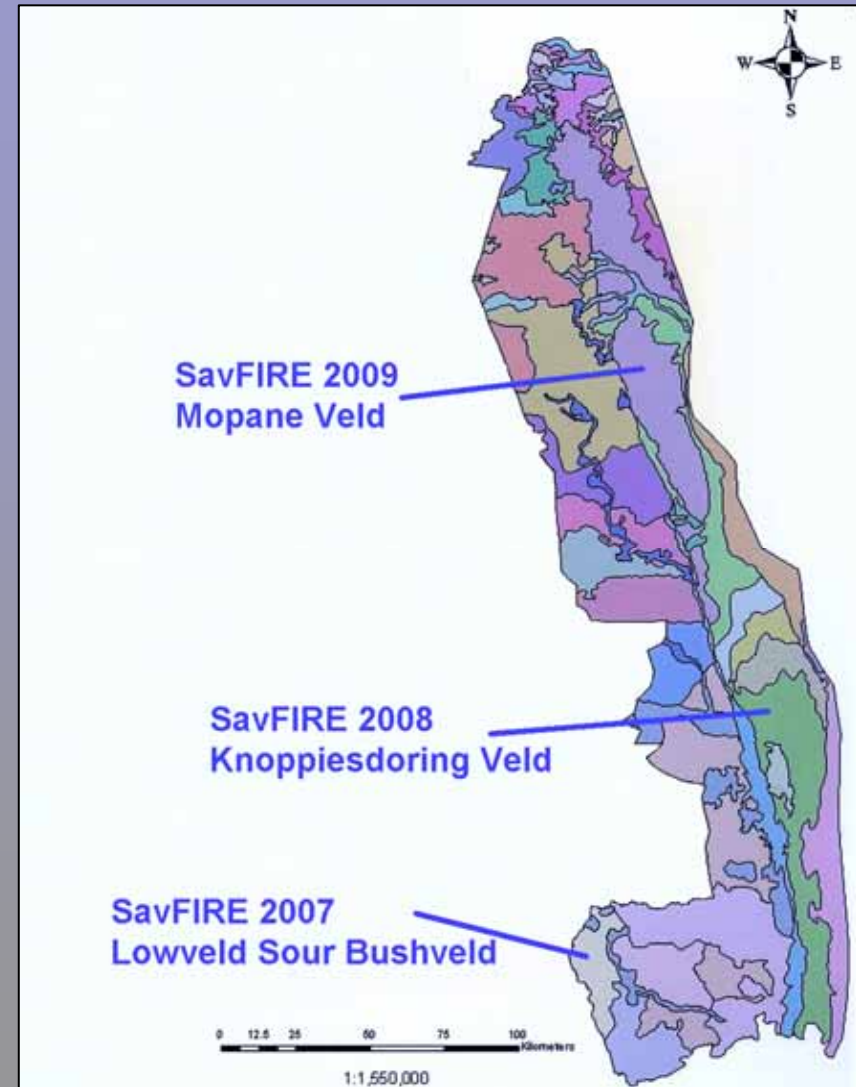 N
W E
S
SavFIRE 2009
Mopane Veld
SavFIRE 2008
Knoppiesdoring Veld
SavFIRE 2007
Lowveld Sour Bushveld
0 12.5 25 50 75 100
Kilometers
1:1,550,000